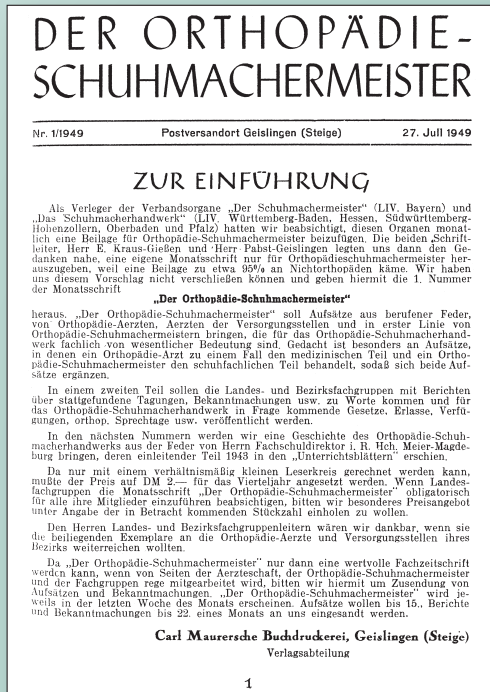 DER ORTHOPÄDIE-
SCHUHMACHERMEISTER
Nr. 1/1949 Postversandort Geislingen (Steige) 27. Juli 1949
ZUR EINFÜHRUNG
Als Verleger der Verbandsorgane „Der Schuhmachermeister" (LIV. Bayern) und
„Das Schuhmacherhandwerk" (LIV. Württemberg-Baden, Hessen, Südwürttemberg-
Hohenzollern, Oberbaden und Pfalz) hatten wir beabsichtigt, diesen Organen monat-
lich eine Beilage für Orthopädie-Schuhmachermeister beizufügen. Die beiden Schrift-
leiter, Herr E. Kraus-Gießen und Herr Pabst-Geislingen legten uns dann den Ge-
danken nahe, eine eigene Monatsschrift nur für Orthopädieschuhmachermeister her-
auszugeben, weil eine Beilage zu etwa 95% an Nichtorthopäden käme. Wir haben
uns diesem Vorschlag nicht verschließen können und geben hiermit die 1. Nummer
der Monatsschrift
„Der Orthopädie-Schuhmachermeister"
heraus. „Der Orthopädie-Schuhmachermeister" soll Aufsätze aus berufener Feder,
von Orthopädie-Aerzten, Aerzten der Versorgungsstellen und in erster Linie von
Orthopädie-Schuhmachermeistern bringen, die für das Orthopädie-Schuhmacherhand-
werk fachlich von wesentlicher Bedeutung sind. Gedacht ist besonders an Aufsätze,
in denen ein Orthopädie-Arzt zu einem Fall den medizinischen Teil und ein Ortho-
pädie-Schuhmachermeister den schuhfachlichen Teil behandelt, sodaß sich beide Auf-
sätze ergänzen.
In einem zweiten Teil sollen die Landes- und Bezirksfachgruppen mit Berichten
über stattgefundene Tagungen, Bekanntmachungen usw. zu Worte kommen und für
das Orthopädie-Schuhmacherhandwerk in Frage kommende Gesetze, Erlasse, Verfü-
gungen, orthop. Sprechtage usw. veröffentlicht werden.
In den nächsten Nummern werden wir eine Geschichte des Orthopädie-Schuh-
macherhandwerks aus der Feder von Herrn Fachschuldirektor i. R. Hch. Meier-Magde-
burg bringen, deren einleitender Teil 1943 in den „Unterrichtsblättern" erschien.
Da nur mit einem verhältnismäßig kleinen Leserkreis gerechnet werden kann,
mußte der Preis auf DM 2.— für das Vierteljahr angesetzt werden. Wenn Landes-
fachgruppen die Monatsschrift „Der Orthopädie-Schuhmachermeister" obligatorisch
für alle ihre Mitglieder einzuführen beabsichtigen, bitten wir besonderes Preisangebot
unter Angabe der in Betracht kommenden Stückzahl einholen zu wollen.
Den Herren Landes- und Bezirksfachgruppenleitern wären wir dankbar, wenn sie
die beiliegenden Exemplare an die Orthopädie-Aerzte und Versorgungsstellen ihres
Bezirks weiterreichen wollten.
Da „Der Orthopädie-Schuhmachermeister" nur dann eine wertvolle Fachzeitschrift
werden kann, wenn von Seiten der Aerzteschaft, der Orthopädie-Schuhmachermeister
und der Fachgruppen rege mitgearbeitet wird, bitten wir hiermit um Zusendung von
Aufsätzen und Bekanntmachungen. „Der Orthopädie-Schuhmachermeister" wird je-
weils in der letzten Woche des Monats erscheinen. Aufsätze wollen bis 15., Berichte
und Bekanntmachungen bis 22. eines Monats an uns eingesandt werden.
Carl Maurersche Buchdruckerei, Geislingen (Steige)
Verlagsabteilung
1